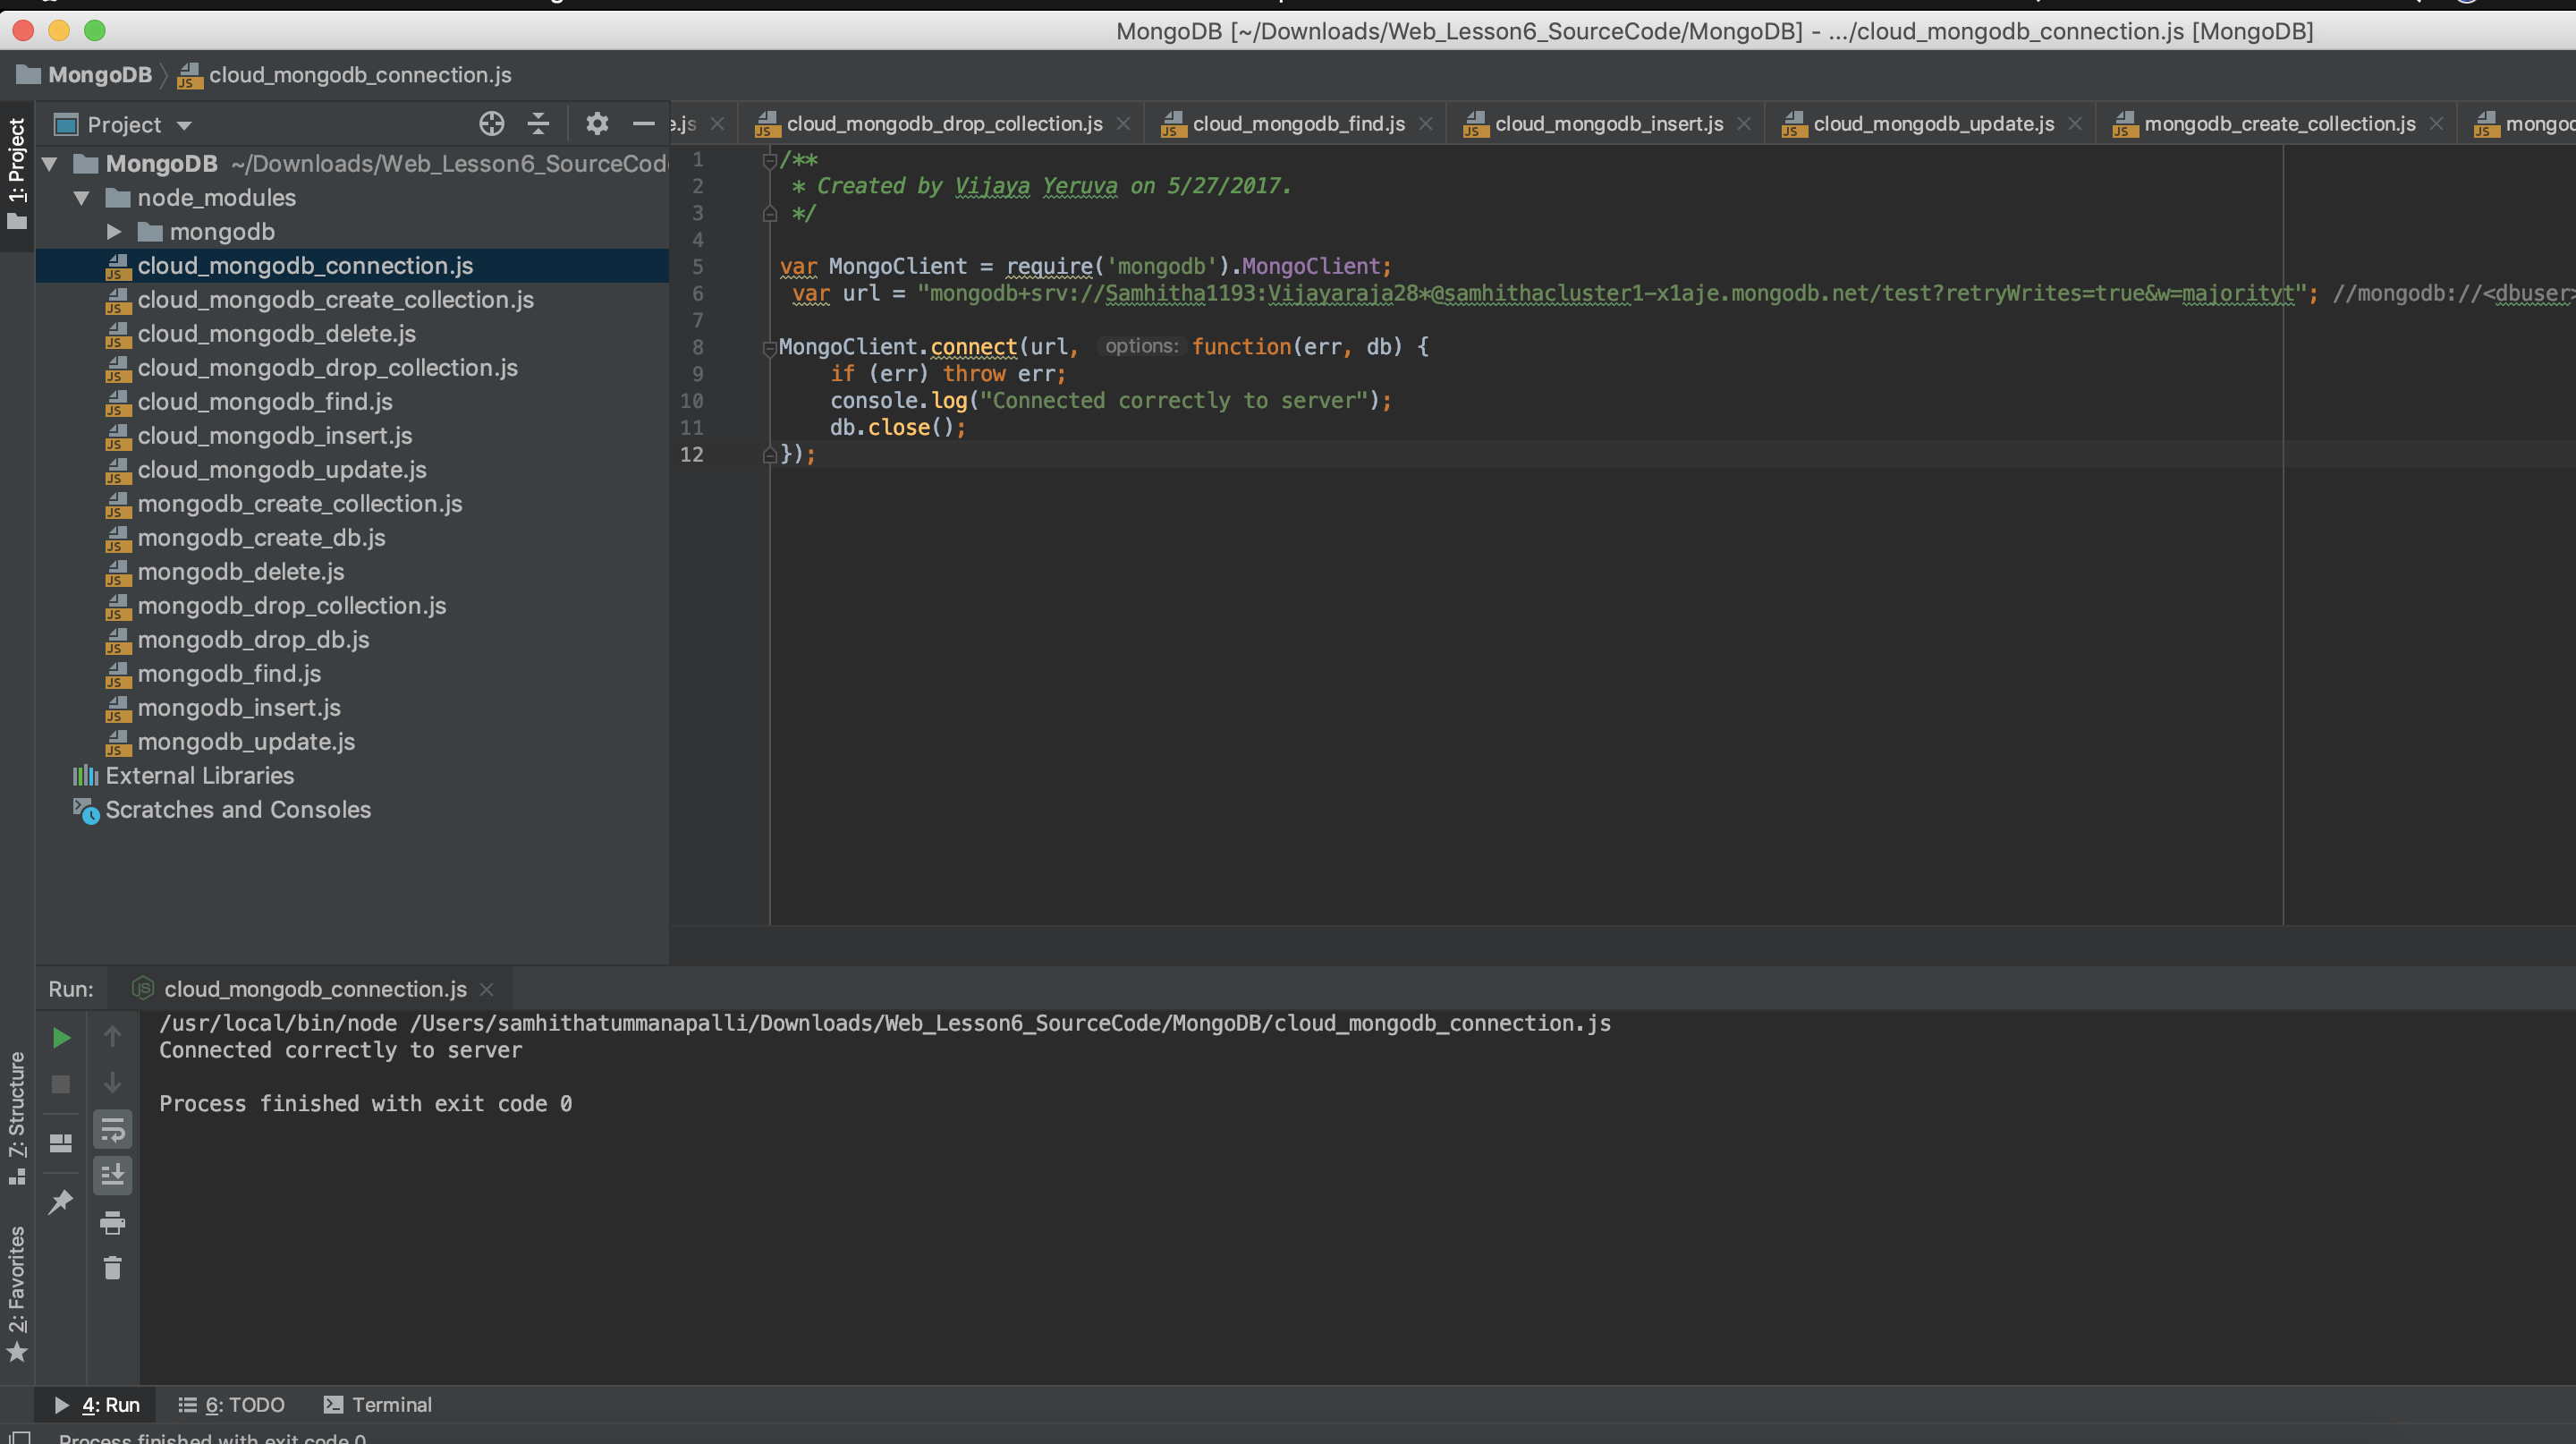 MongoDB [~/Downloads/Web_Lesson6_SourceCode/MongoDB] - .../cloud_mongodb_connection.js [MongoDB]
MongoDB cloud_mongodb_connection.js
1: Project
Project
e.js
cloud_mongodb_drop_collection.js
cloud_mongodb_find.js
cloud_mongodb_insert.js
cloud_mongodb_update.js
mongodb_create_collection.js
mongod
MongoDB ~/Downloads/Web_Lesson6_SourceCod
node_modules
mongodb
cloud_mongodb_connection.js
cloud_mongodb_create_collection.js
cloud_mongodb_delete.js
cloud_mongodb_drop_collection.js
cloud_mongodb_find.js
cloud_mongodb_insert.js
cloud_mongodb_update.js
mongodb_create_collection.js
mongodb_create_db.js
mongodb_delete.js
mongodb_drop_collection.js
mongodb_drop_db.js
mongodb_find.js
mongodb_insert.js
mongodb_update.js
External Libraries
Scratches and Consoles
1 /**
2 * Created by Vijaya Yeruva on 5/27/2017.
3 */
4
5 var MongoClient = require('mongodb').MongoClient;
6 var url = "mongodb+srv://Samhitha1193:Vijayaraja28*@samhithacluster1-x1aje.mongodb.net/test?retryWrites=true&w=majorityt"; //mongodb://<dbuser>
7
8 MongoClient.connect(url, options: function(err, db) {
9 if (err) throw err;
10 console.log("Connected correctly to server");
11 db.close();
12 });
Run: cloud_mongodb_connection.js
/usr/local/bin/node /Users/samhithatummanapalli/Downloads/Web_Lesson6_SourceCode/MongoDB/cloud_mongodb_connection.js
Connected correctly to server
Process finished with exit code 0
7: Structure
2: Favorites
4: Run
6: TODO
Terminal
Process finished with exit code 0